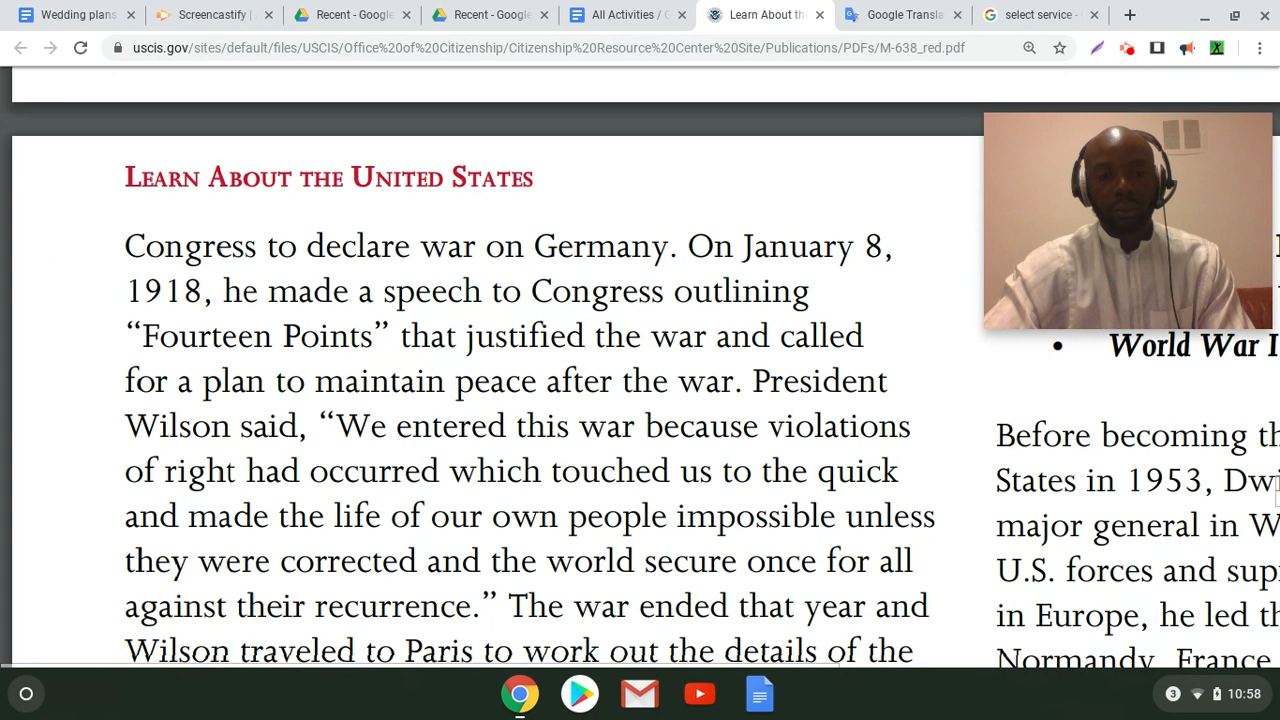 Wedding plans
Screencastify /
Recent - Google
Recent - Google
All Activities /
Learn About th
Google Transla
select service -
uscis.gov/sites/default/files/USCIS/Office%20of%20Citizenship/Citizenship%20Resource%20Center%20Site/Publications/PDFs/M-638_red.pdf
LEARN ABOUT THE UNITED STATES
Congress to declare war on Germany. On January 8,
1918, he made a speech to Congress outlining
“Fourteen Points” that justified the war and called
for a plan to maintain peace after the war. President
Wilson said, “We entered this war because violations
of right had occurred which touched us to the quick
and made the life of our own people impossible unless
they were corrected and the world secure once for all
against their recurrence.” The war ended that year and
Wilson traveled to Paris to work out the details of the
• World War I
Before becoming th
States in 1953, Dwi
major general in W
U.S. forces and sup
in Europe, he led th
Normandy, France
3
10:58